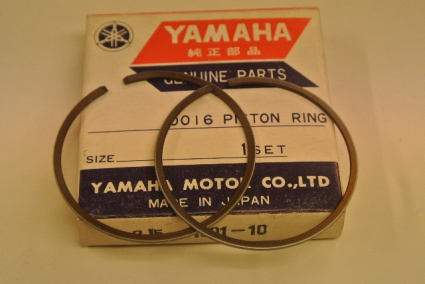 YAMAHA
純正部品
GENUINE PARTS
0016 PISTON RING
SIZE 1 SET
YAMAHA MOTOR CO.,LTD
MADE IN JAPAN
-10